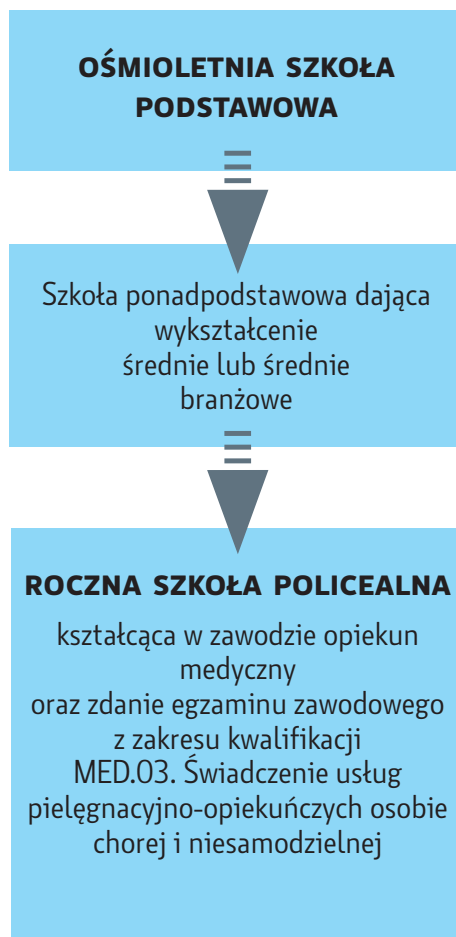 OŚMIOLETNIA SZKOŁA
PODSTAWOWA
Szkoła ponadpodstawowa dająca
wykształcenie
średnie lub średnie
branżowe
ROCZNA SZKOŁA POLICEALNA
kształcąca w zawodzie opiekun
medyczny
oraz zdanie egzaminu zawodowego
z zakresu kwalifikacji
MED.03. Świadczenie usług
pielęgnacyjno-opiekuńczych osobie
chorej i niesamodzielnej